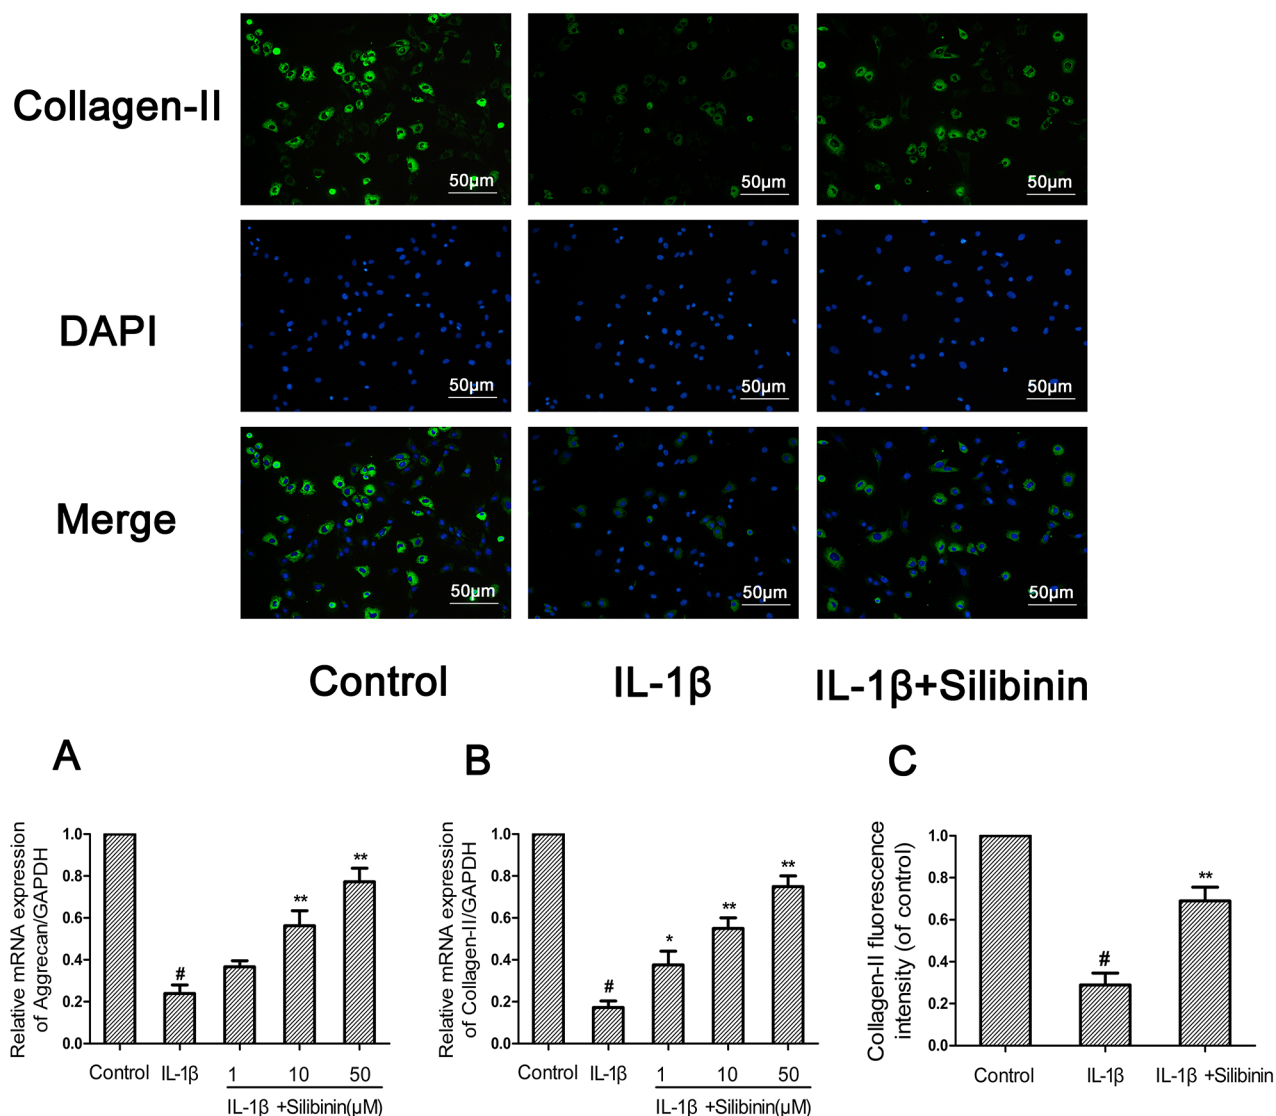 Collagen-II
50μm
50μm
50μm
DAPI
50μm
50μm
50μm
Merge
50μm
50μm
50μm
Control
IL-1β
IL-1β+Silibinin
A
Relative mRNA expression
of Aggrecan/GAPDH
1.0
0.8
0.6
0.4
0.2
0.0
#
**
**
Control
IL-1β
1
10
50
IL-1β +Silibinin(μM)
B
Relative mRNA expression
of Collagen-II/GAPDH
1.0
0.8
0.6
0.4
0.2
0.0
#
*
**
**
Control
IL-1β
1
10
50
IL-1β +Silibinin(μM)
C
Collagen-II fluorescence
intensity (of control)
1.0
0.8
0.6
0.4
0.2
0.0
#
**
Control
IL-1β
IL-1β +Silibinin